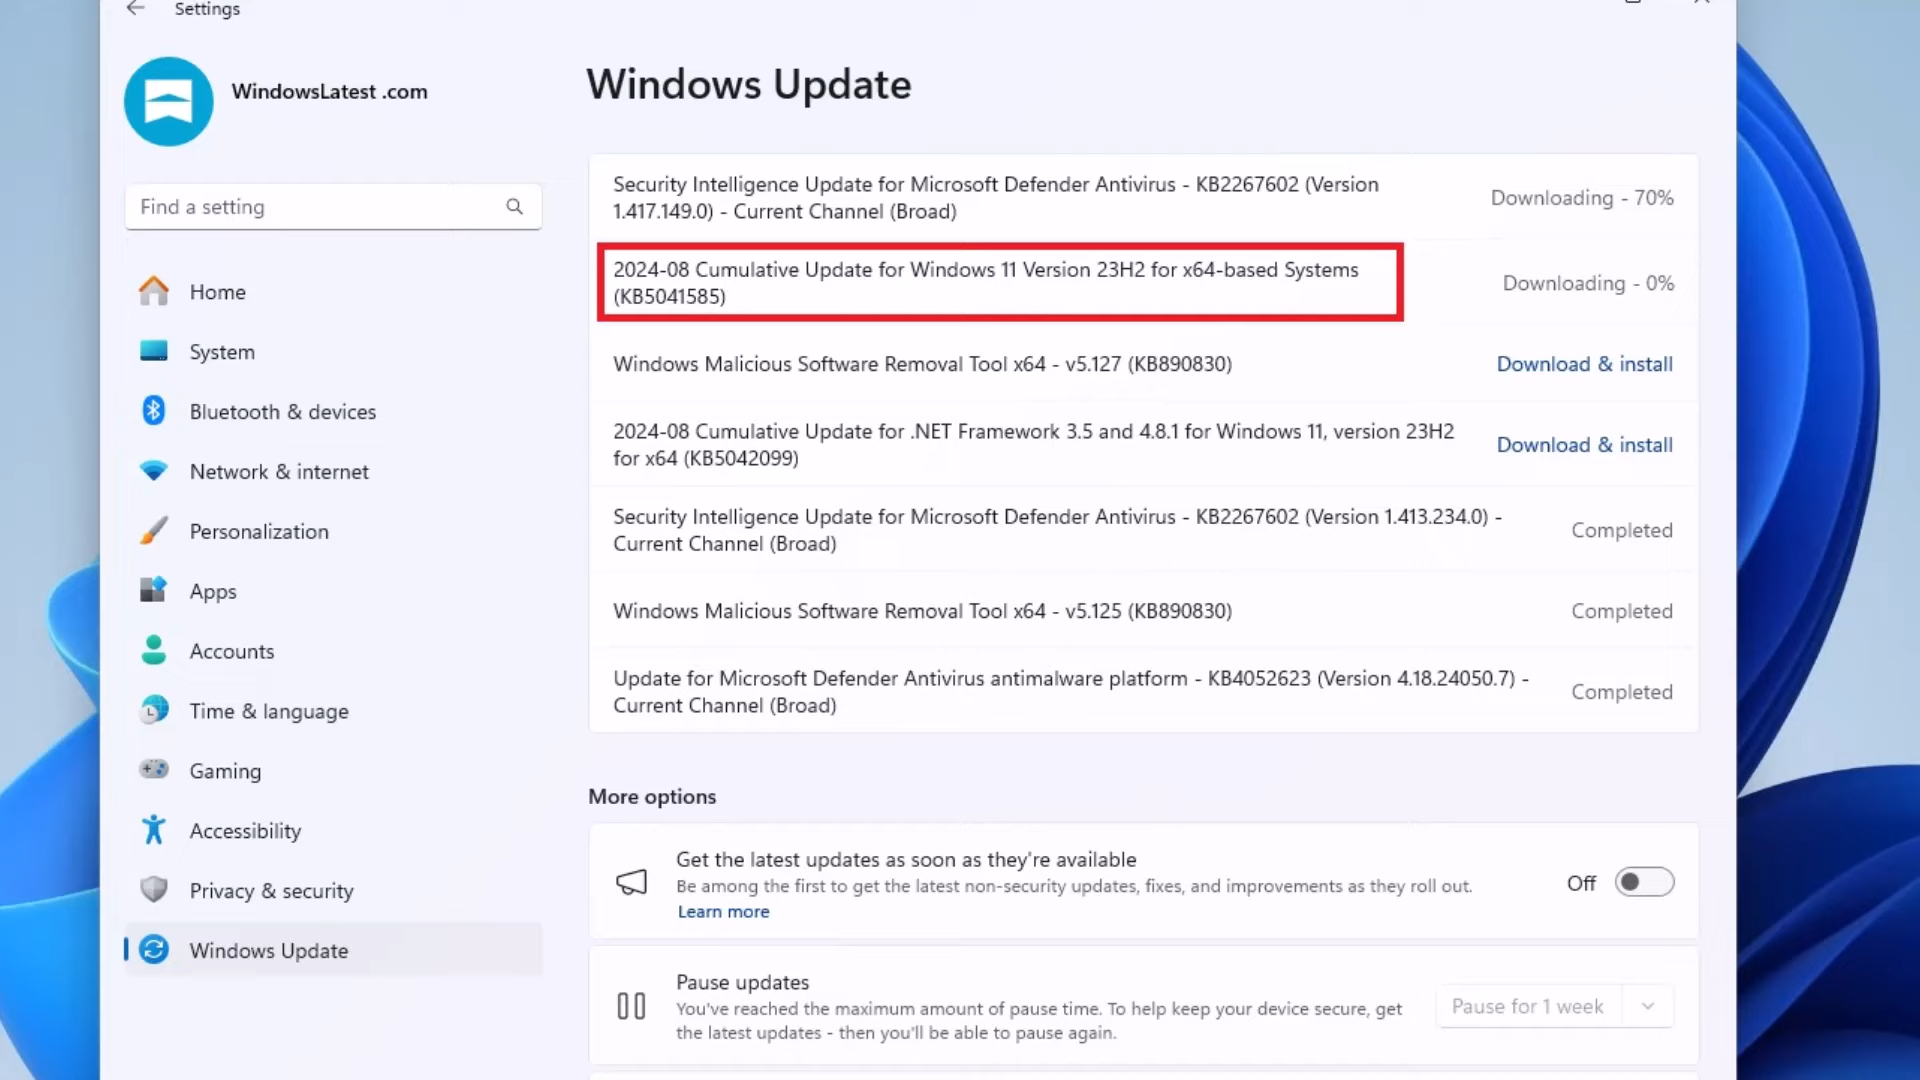 Settings
WindowsLatest .com
Find a setting
Home
System
Bluetooth & devices
Network & internet
Personalization
Apps
Accounts
Time & language
Gaming
Accessibility
Privacy & security
Windows Update
Windows Update
Security Intelligence Update for Microsoft Defender Antivirus - KB2267602 (Version
1.417.149.0) - Current Channel (Broad)
Downloading - 70%
2024-08 Cumulative Update for Windows 11 Version 23H2 for x64-based Systems
(KB5041585)
Downloading - 0%
Windows Malicious Software Removal Tool x64 - v5.127 (KB890830)
Download & install
2024-08 Cumulative Update for .NET Framework 3.5 and 4.8.1 for Windows 11, version 23H2
for x64 (KB5042099)
Download & install
Security Intelligence Update for Microsoft Defender Antivirus - KB2267602 (Version 1.413.234.0) -
Current Channel (Broad)
Completed
Windows Malicious Software Removal Tool x64 - v5.125 (KB890830)
Completed
Update for Microsoft Defender Antivirus antimalware platform - KB4052623 (Version 4.18.24050.7) -
Current Channel (Broad)
Completed
More options
Get the latest updates as soon as they're available
Be among the first to get the latest non-security updates, fixes, and improvements as they roll out.
Learn more
Off
Pause updates
You've reached the maximum amount of pause time. To help keep your device secure, get
the latest updates - then you'll be able to pause again.
Pause for 1 week